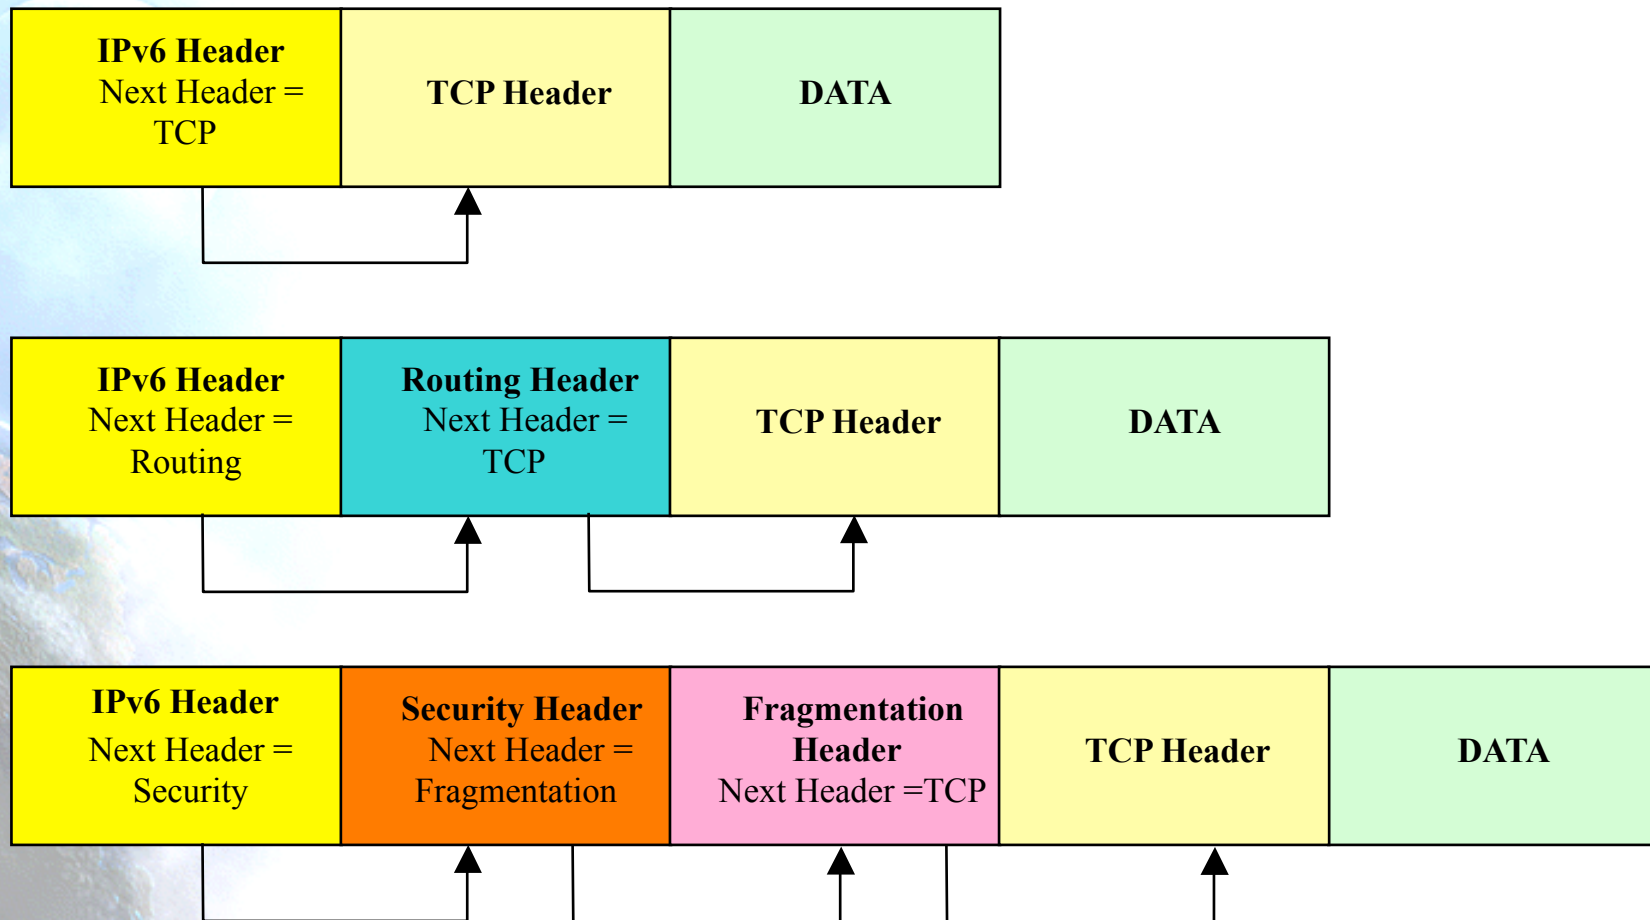 IPv6 Header
Next Header =
TCP
TCP Header
DATA
IPv6 Header
Next Header =
Routing
Routing Header
Next Header =
TCP
TCP Header
DATA
IPv6 Header
Next Header =
Security
Security Header
Next Header =
Fragmentation
Fragmentation
Header
Next Header =TCP
TCP Header
DATA